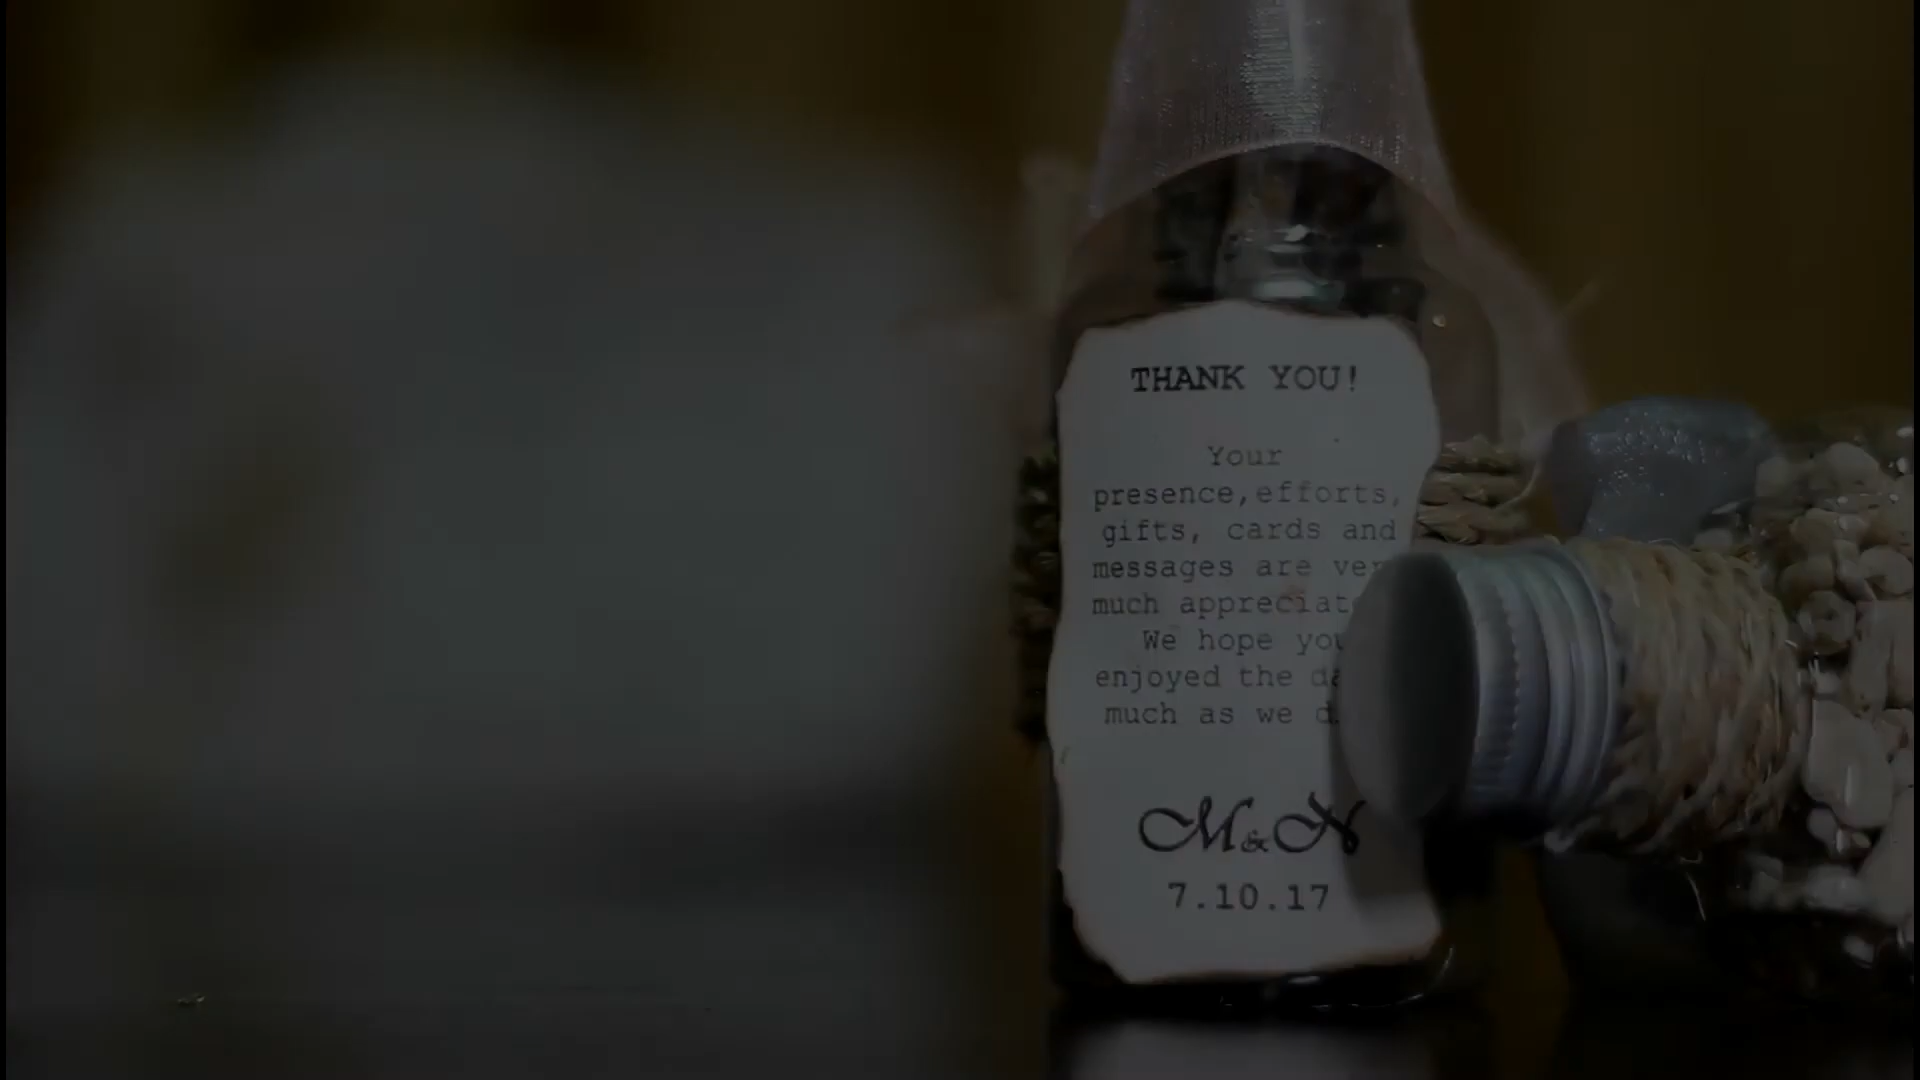 THANK YOU!
Your
presence,efforts,
gifts, cards and
messages are
much
We hope
enjoyed the
much as we
M&N
7.10.17